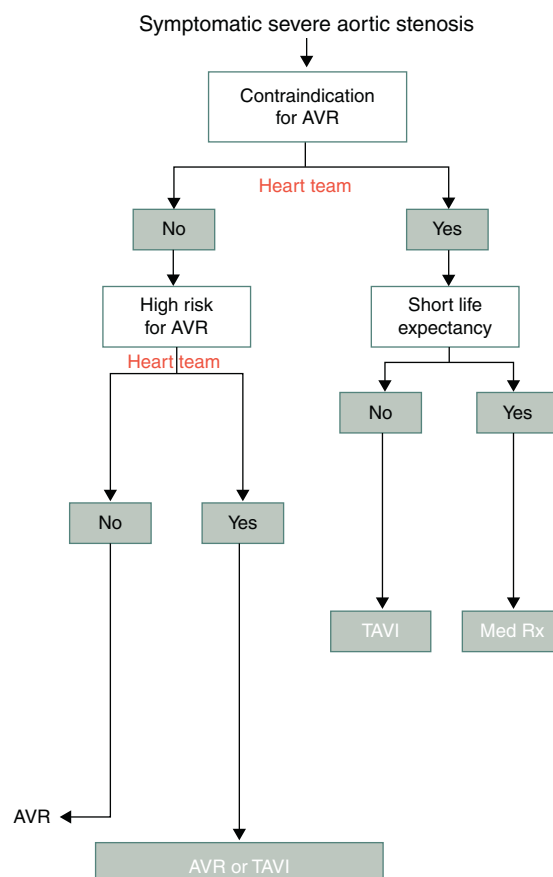 Symptomatic severe aortic stenosis
Contraindication
for AVR
Heart team
No
Yes
High risk
for AVR
Short life
expectancy
Heart team
No
Yes
No
Yes
TAVI
Med Rx
AVR
AVR or TAVI